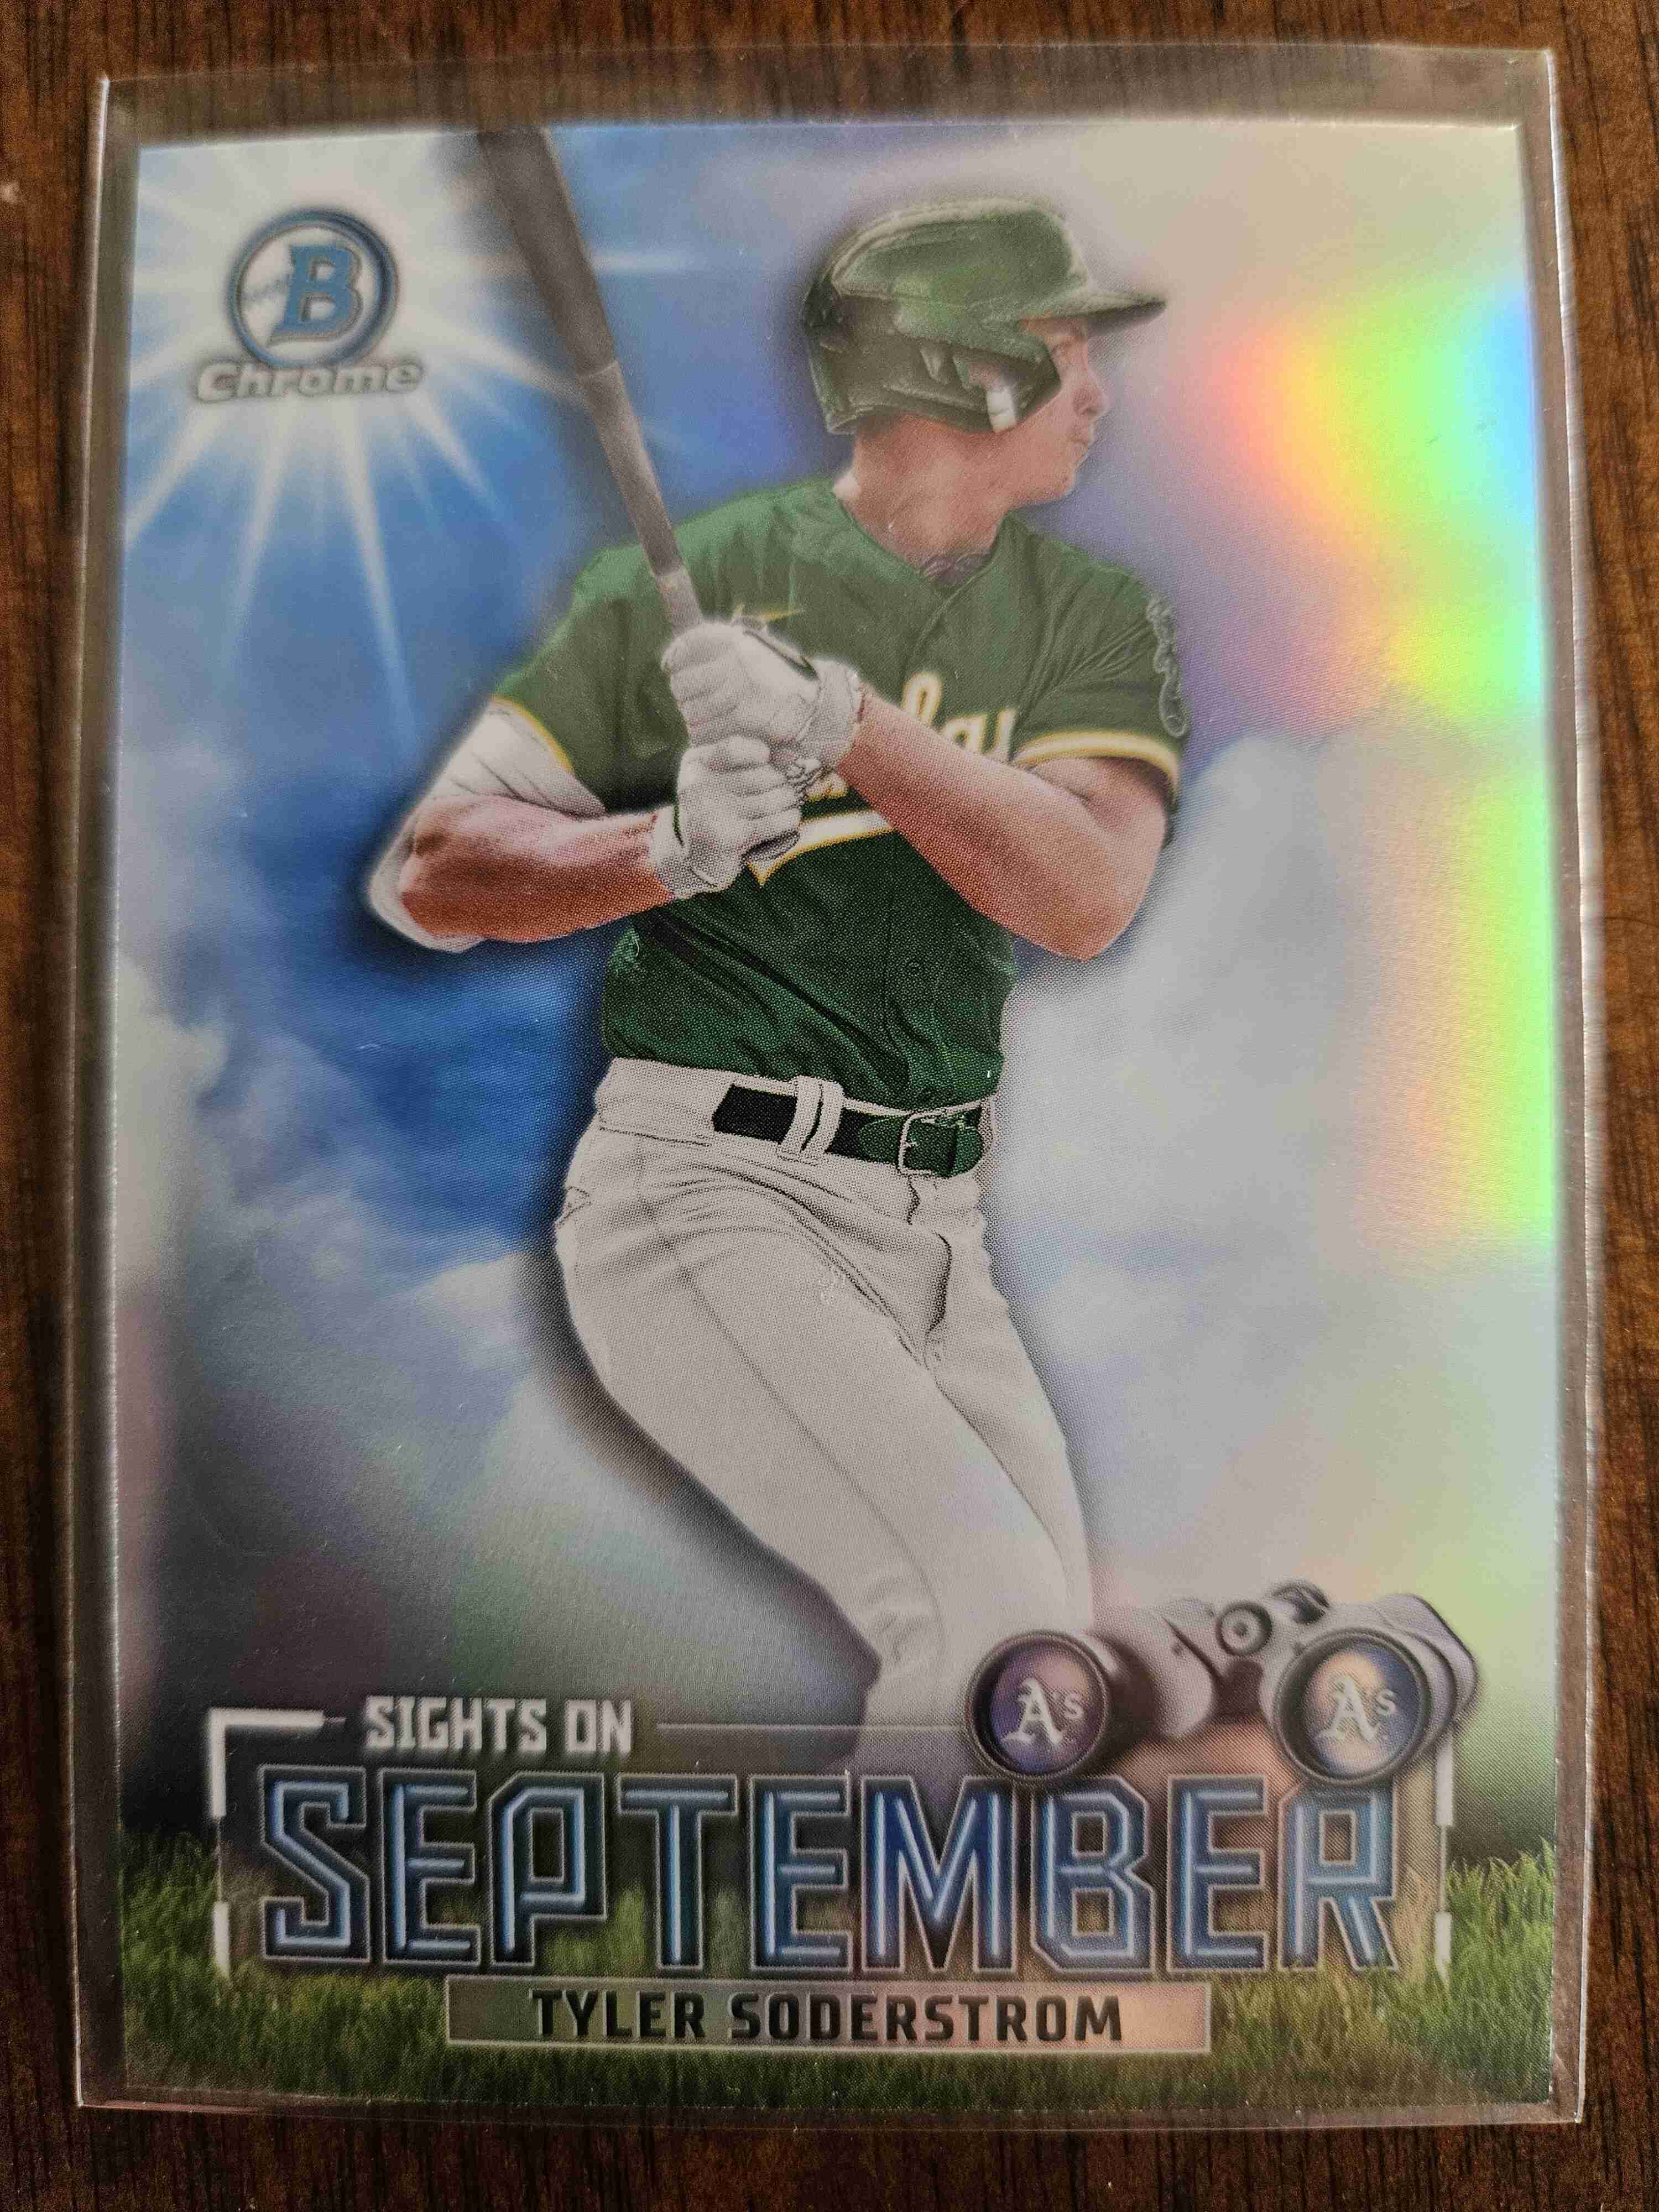 B
Chrome
SIGHTS ON
A's A's
SEPTEMBER
TYLER SODERSTROM